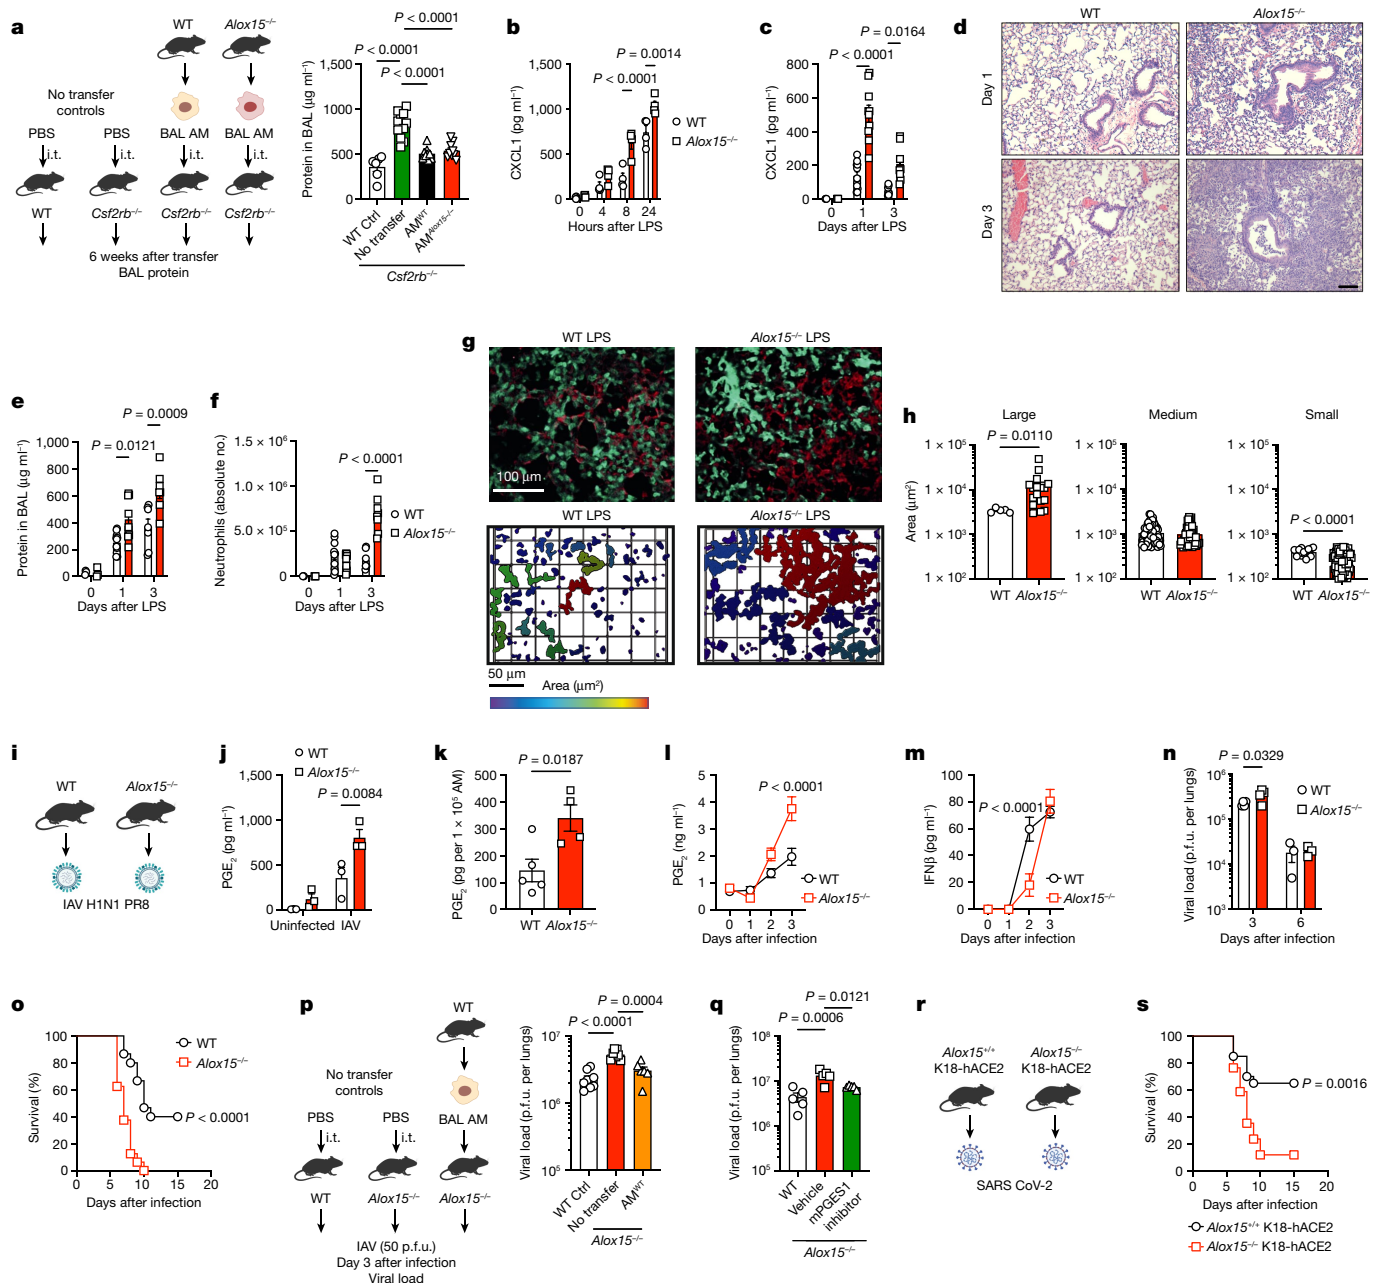 a
WT
Alox15–/–
No transfer
controls
PBS
PBS
BAL AM
BAL AM
i.t.
i.t.
i.t.
i.t.
WT
Csf2rb–/–
Csf2rb–/–
Csf2rb–/–
6 weeks after transfer
BAL protein
P < 0.0001
P < 0.0001
P < 0.0001
Protein in BAL (µg ml–1)
1,500
1,000
500
0
WT Ctrl
No transfer
AMWT
AMAlox15–/–
Csf2rb–/–
b
P = 0.0014
P < 0.0001
CXCL1 (pg ml–1)
1,500
1,000
500
0
0 4 8 24
Hours after LPS
WT
Alox15–/–
c
P = 0.0164
P < 0.0001
CXCL1 (pg ml–1)
800
600
400
200
0
0 1 3
Days after LPS
d
WT
Alox15–/–
Day 1
Day 3
e
P = 0.0009
P = 0.0121
Protein in BAL (µg ml–1)
1,000
800
600
400
200
0
0 1 3
Days after LPS
f
P < 0.0001
Neutrophils (absolute no.)
1.5 × 106
1.0 × 106
5.0 × 105
0
0 1 3
Days after LPS
WT
Alox15–/–
g
WT LPS
Alox15–/– LPS
100 µm
WT LPS
Alox15–/– LPS
50 µm
Area (µm2)
h
Large
Medium
Small
P = 0.0110
P < 0.0001
Area (µm2)
1 × 105
1 × 104
1 × 103
1 × 102
WT Alox15–/–
1 × 105
1 × 104
1 × 103
1 × 102
WT Alox15–/–
1 × 105
1 × 104
1 × 103
1 × 102
WT Alox15–/–
i
WT
Alox15–/–
IAV H1N1 PR8
j
WT
Alox15–/–
P = 0.0084
PGE2 (pg ml–1)
1,500
1,000
500
0
Uninfected IAV
k
P = 0.0187
PGE2 (pg per 1 × 105 AM)
500
400
300
200
100
0
WT Alox15–/–
l
P < 0.0001
PGE2 (ng ml–1)
5
4
3
2
1
0
0 1 2 3
Days after infection
WT
Alox15–/–
m
P < 0.0001
IFNβ (pg ml–1)
100
80
60
40
20
0
0 1 2 3
Days after infection
WT
Alox15–/–
n
P = 0.0329
Viral load (p.f.u. per lungs)
106
105
104
103
3 6
Days after infection
WT
Alox15–/–
o
Survival (%)
100
80
60
40
20
0
0 5 10 15 20
Days after infection
WT
Alox15–/–
P < 0.0001
p
WT
No transfer
controls
PBS
PBS
BAL AM
i.t.
i.t.
WT
Alox15–/–
Alox15–/–
IAV (50 p.f.u.)
Day 3 after infection
Viral load
P = 0.0004
P < 0.0001
Viral load (p.f.u. per lungs)
107
106
105
WT Ctrl
No transfer
AMWT
Alox15–/–
q
P = 0.0121
P = 0.0006
Viral load (p.f.u. per lungs)
108
107
106
105
WT
Vehicle
mPGES1
inhibitor
Alox15–/–
r
Alox15+/+
K18-hACE2
Alox15–/–
K18-hACE2
SARS CoV-2
s
Survival (%)
100
80
60
40
20
0
0 5 10 15 20
Days after infection
P = 0.0016
Alox15+/+ K18-hACE2
Alox15–/– K18-hACE2